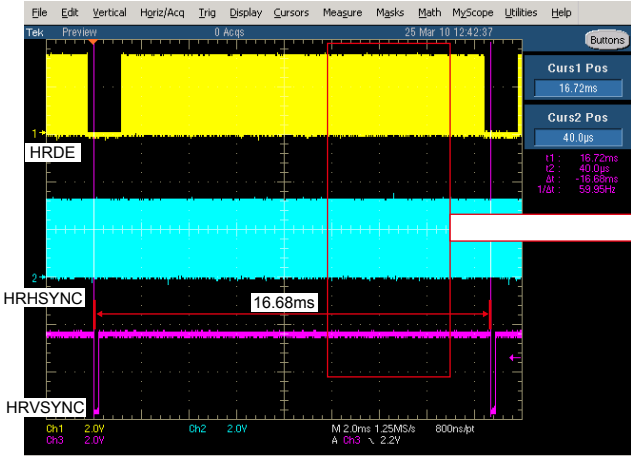 File Edit Vertical Horiz/Acq Trig Display Cursors Measure Masks Math MyScope Utilities Help
Tek Preview 0 Acqs 25 Mar 10 12:42:37
Buttons
Curs1 Pos
16.72ms
Curs2 Pos
40.0µs
t1 : 16.72ms
t2 : 40.0µs
Δt : -16.68ms
1/Δt : 59.95Hz
1
HRDE
2
HRHSYNC
16.68ms
HRVSYNC
Ch1 2.0V Ch2 2.0V M 2.0ms 1.25MS/s 800ns/pt
Ch3 2.0V A Ch3 \ 2.2V